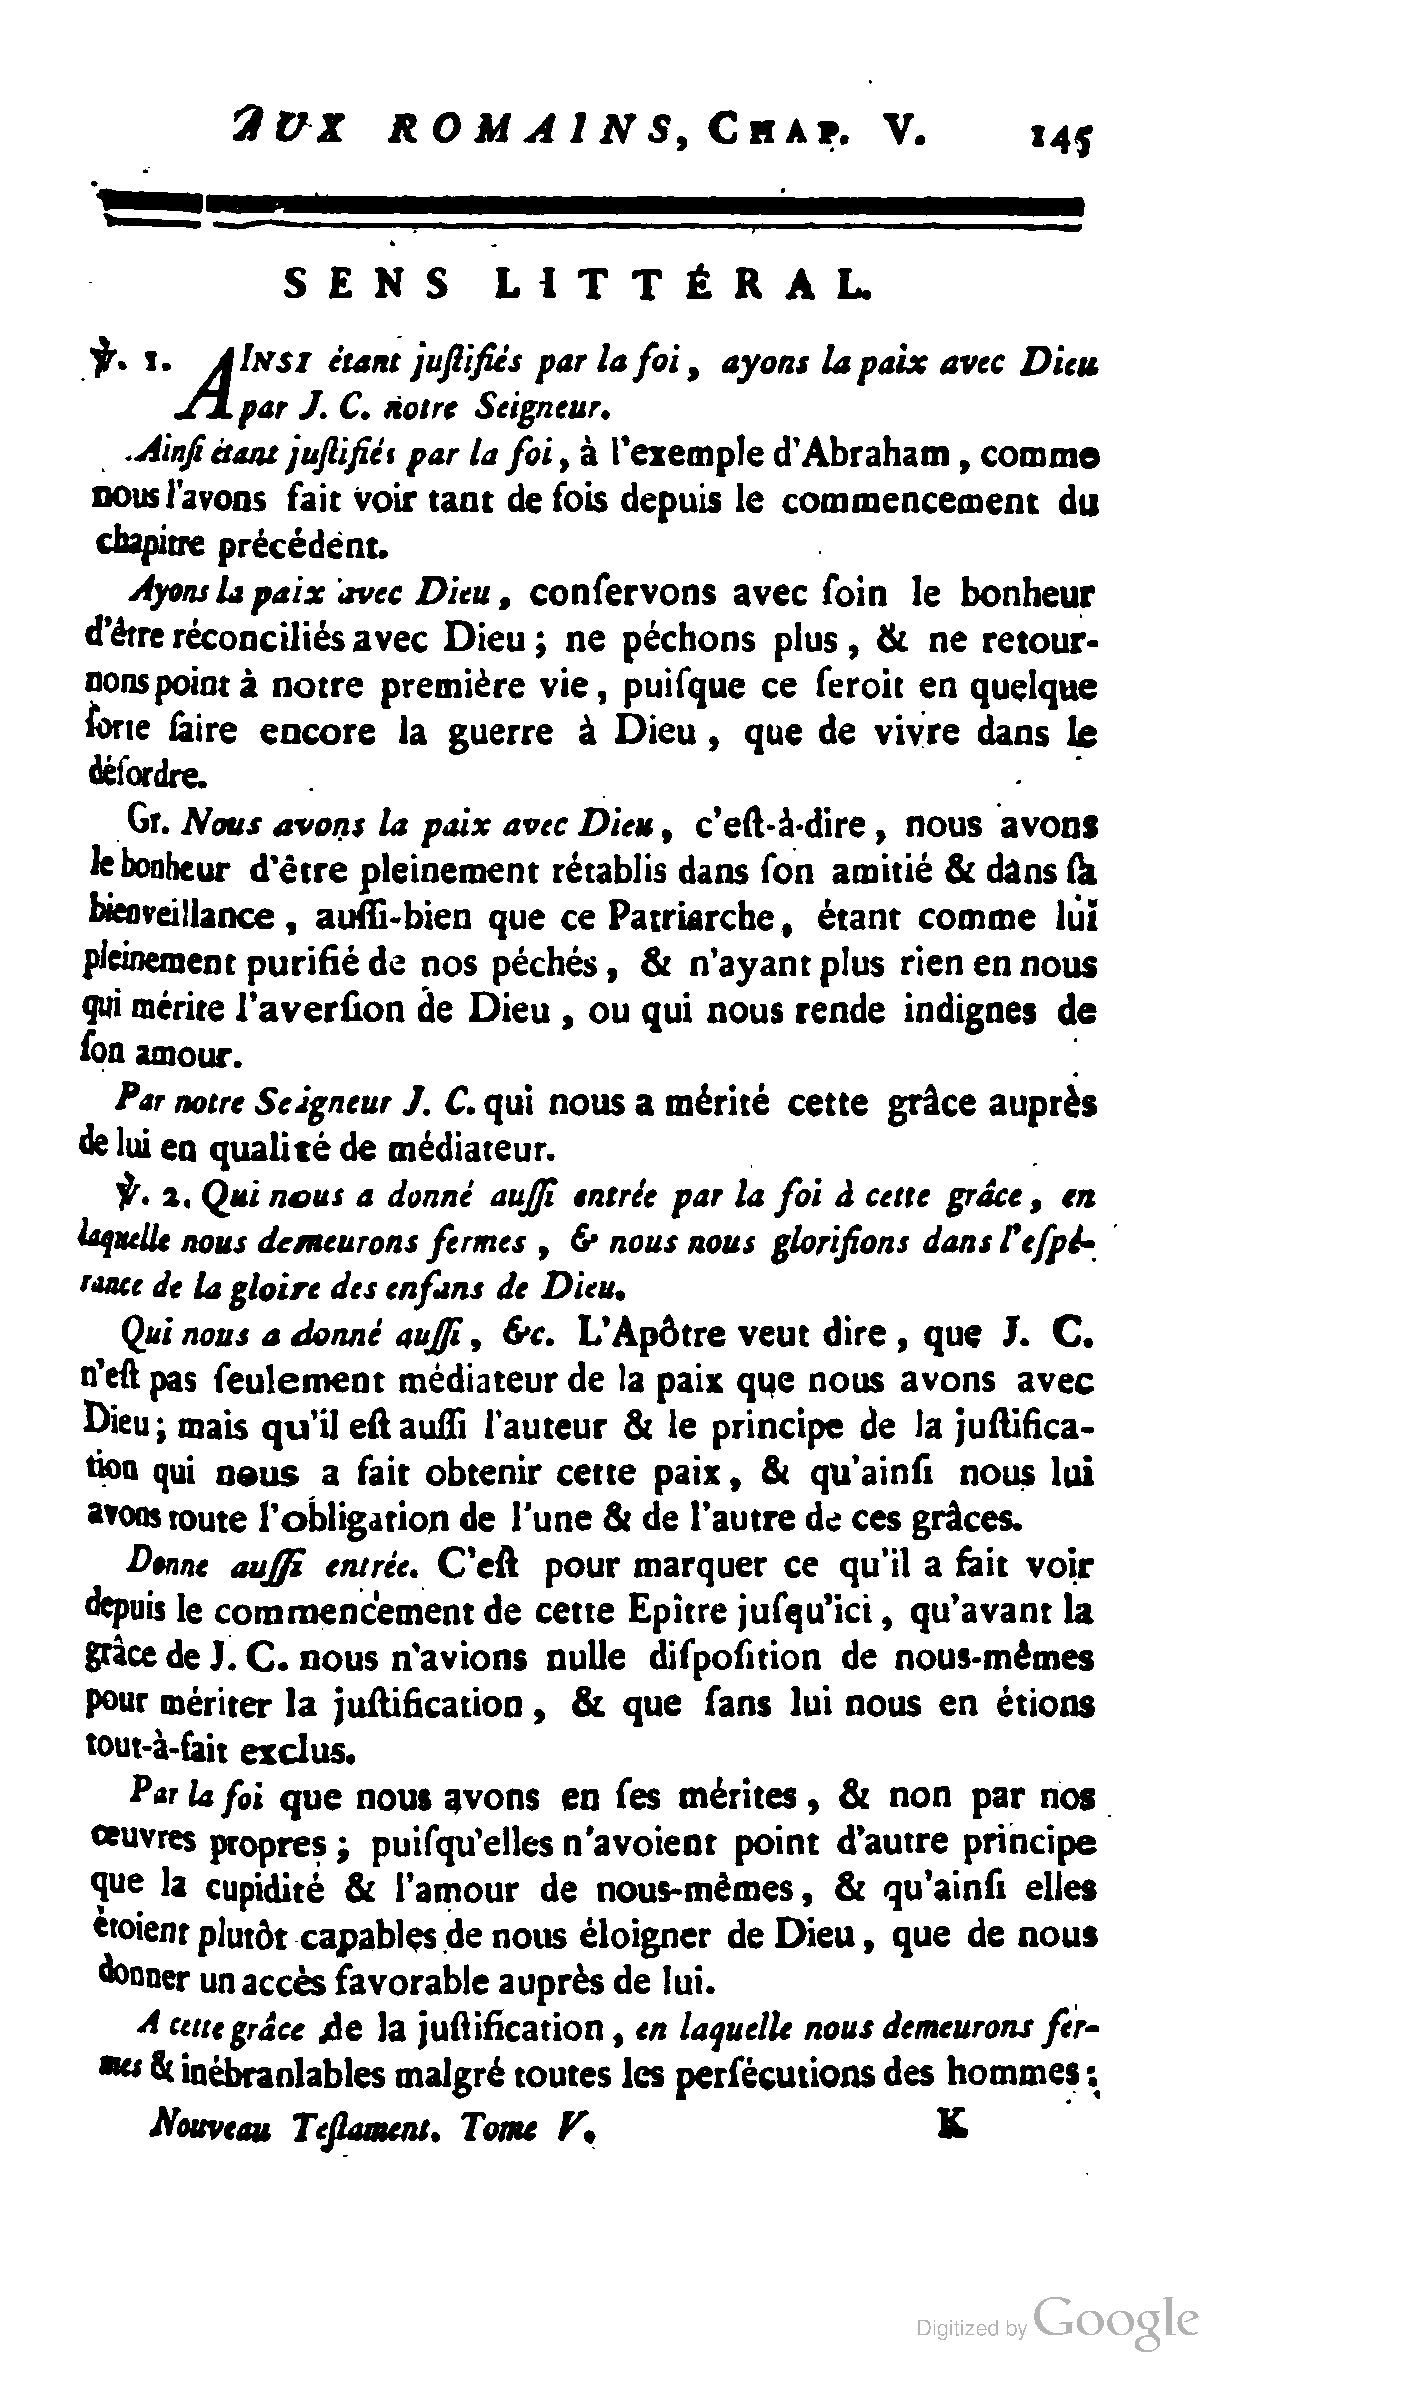 AUX ROMAINS, CHAP. V. 145
SENS LITTÉRAL.
℣. 1. AINSI étant juſtifiés par la foi, ayons la paix avec Dieu
par J. C. notre Seigneur.
Ainſi étant juſtifiés par la foi, à l'exemple d'Abraham, comme
nous l'avons fait voir tant de fois depuis le commencement du
chapitre précédent.
Ayons la paix avec Dieu, conſervons avec ſoin le bonheur
d'être réconciliés avec Dieu; ne péchons plus, & ne retour-
nons point à notre première vie, puiſque ce ſeroit en quelque
ſorte faire encore la guerre à Dieu, que de vivre dans le
déſordre.
Gr. Nous avons la paix avec Dieu, c'eſt-à-dire, nous avons
le bonheur d'être pleinement rétablis dans ſon amitié & dans ſa
bienveillance, auſſi-bien que ce Patriarche, étant comme lui
pleinement purifié de nos péchés, & n'ayant plus rien en nous
qui mérite l'averſion de Dieu, ou qui nous rende indignes de
ſon amour.
Par notre Seigneur J. C. qui nous a mérité cette grâce auprès
de lui en qualité de médiateur.
℣. 2. Qui nous a donné auſſi entrée par la foi à cette grâce, en
laquelle nous demeurons fermes, & nous nous glorifions dans l'eſpé-
rance de la gloire des enfans de Dieu.
Qui nous a donné auſſi, &c. L'Apôtre veut dire, que J. C.
n'eſt pas ſeulement médiateur de la paix que nous avons avec
Dieu; mais qu'il eſt auſſi l'auteur & le principe de la juſtifica-
tion qui nous a fait obtenir cette paix, & qu'ainſi nous lui
avons toute l'obligation de l'une & de l'autre de ces grâces.
Donne auſſi entrée. C'eſt pour marquer ce qu'il a fait voir
depuis le commencement de cette Epître juſqu'ici, qu'avant la
grâce de J. C. nous n'avions nulle diſpoſition de nous-mêmes
pour mériter la juſtification, & que ſans lui nous en étions
tout-à-fait exclus.
Par la foi que nous avons en ſes mérites, & non par nos
œuvres propres; puiſqu'elles n'avoient point d'autre principe
que la cupidité & l'amour de nous-mêmes, & qu'ainſi elles
étoient plutôt capables de nous éloigner de Dieu, que de nous
donner un accès favorable auprès de lui.
A cette grâce de la juſtification, en laquelle nous demeurons fer-
mes & inébranlables malgré toutes les perſécutions des hommes;
Nouveau Teſtament. Tome V. K
Digitized by Google